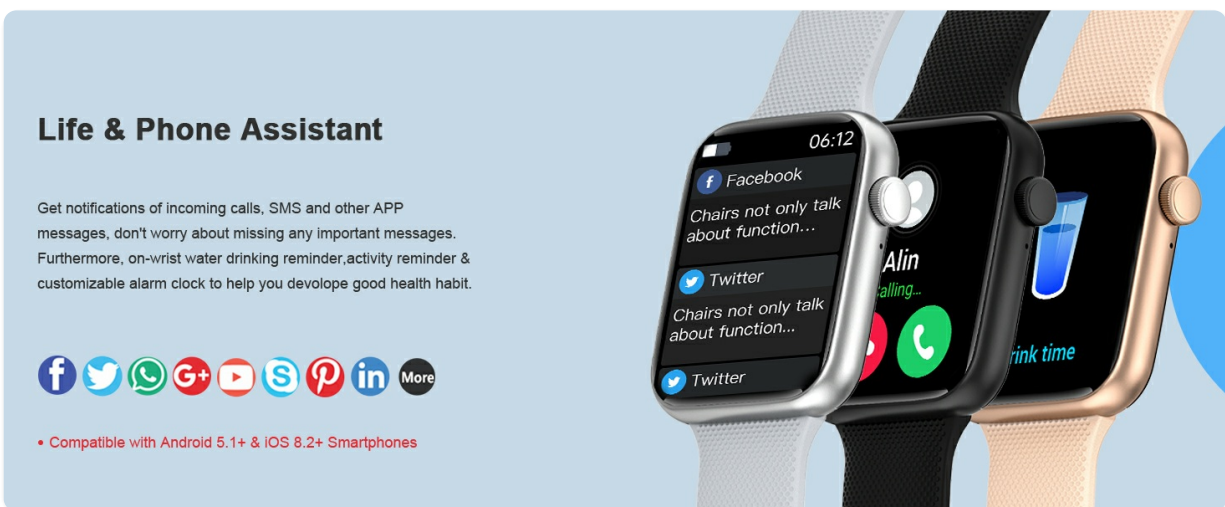 Life & Phone Assistant
Get notifications of incoming calls, SMS and other APP
messages, don't worry about missing any important messages.
Furthermore, on-wrist water drinking reminder,activity reminder &
customizable alarm clock to help you devolope good health habit.
f
G+
S
in
More
• Compatible with Android 5.1+ & iOS 8.2+ Smartphones
06:12
f Facebook
Chairs not only talk
about function...
Twitter
Chairs not only talk
about function...
Twitter
Alin
alling...
rink time